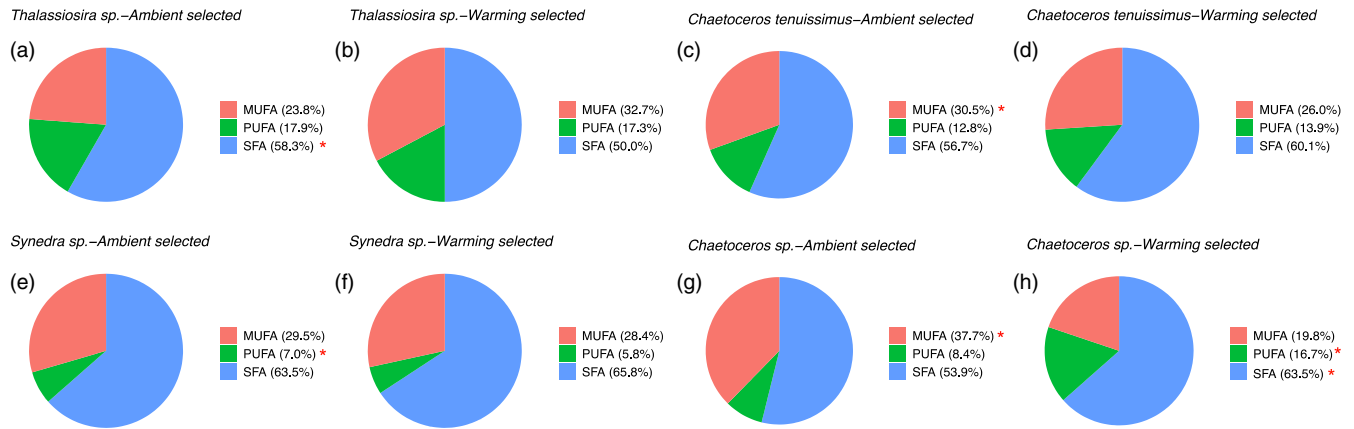 Thalassiosira sp.−Ambient selected
(a)
MUFA (23.8%)
PUFA (17.9%)
SFA (58.3%) *
Thalassiosira sp.−Warming selected
(b)
MUFA (32.7%)
PUFA (17.3%)
SFA (50.0%)
Chaetoceros tenuissimus−Ambient selected
(c)
MUFA (30.5%) *
PUFA (12.8%)
SFA (56.7%)
Chaetoceros tenuissimus−Warming selected
(d)
MUFA (26.0%)
PUFA (13.9%)
SFA (60.1%)
Synedra sp.−Ambient selected
(e)
MUFA (29.5%)
PUFA (7.0%) *
SFA (63.5%)
Synedra sp.−Warming selected
(f)
MUFA (28.4%)
PUFA (5.8%)
SFA (65.8%)
Chaetoceros sp.−Ambient selected
(g)
MUFA (37.7%) *
PUFA (8.4%)
SFA (53.9%)
Chaetoceros sp.−Warming selected
(h)
MUFA (19.8%)
PUFA (16.7%) *
SFA (63.5%) *